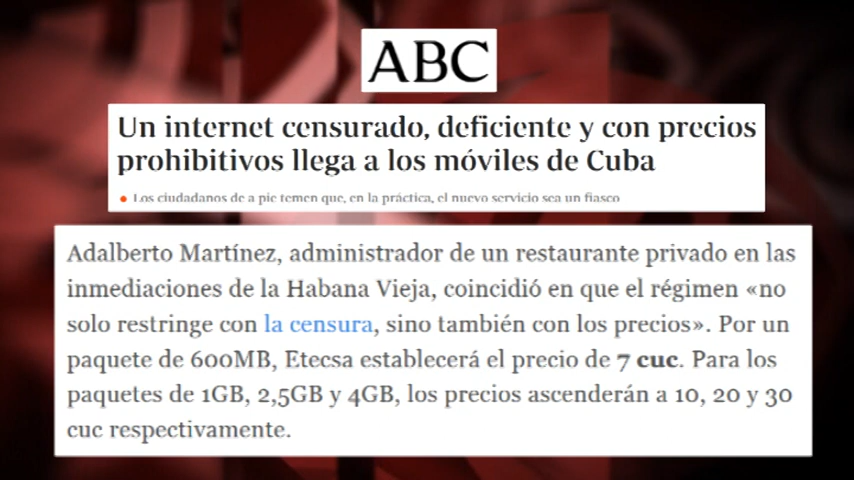 ABC
Un internet censurado, deficiente y con precios
prohibitivos llega a los móviles de Cuba
Los ciudadanos de a pie temen que, en la práctica, el nuevo servicio sea un fiasco
Adalberto Martínez, administrador de un restaurante privado en las
inmediaciones de la Habana Vieja, coincidió en que el régimen «no
solo restringe con la censura, sino también con los precios». Por un
paquete de 600MB, Etecsa establecerá el precio de 7 cuc. Para los
paquetes de 1GB, 2,5GB y 4GB, los precios ascenderán a 10, 20 y 30
cuc respectivamente.